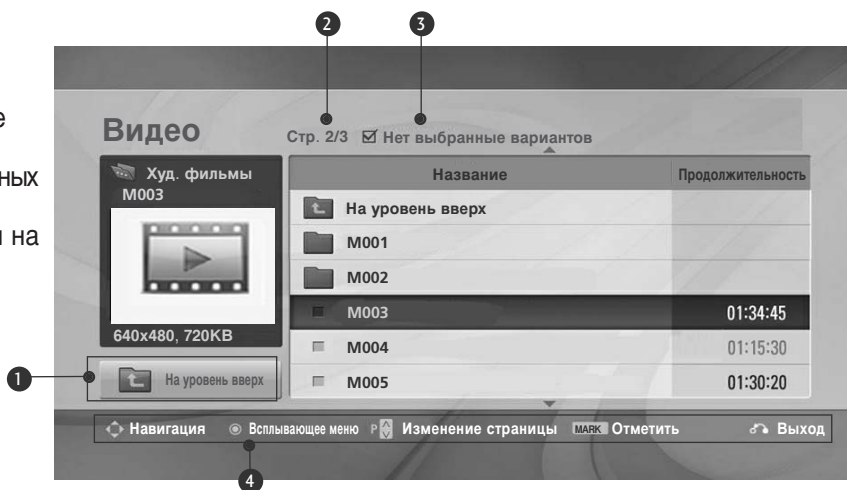 2 3
е
ных
на
Видео
Стр. 2/3 Нет выбранные вариантов
Худ. фильмы
M003
640x480, 720KB
На уровень вверх
Название Продолжительность
На уровень вверх
M001
M002
M003 01:34:45
M004 01:15:30
M005 01:30:20
1
Навигация Всплывающее меню P Изменение страницы MARK Отметить Выход
4